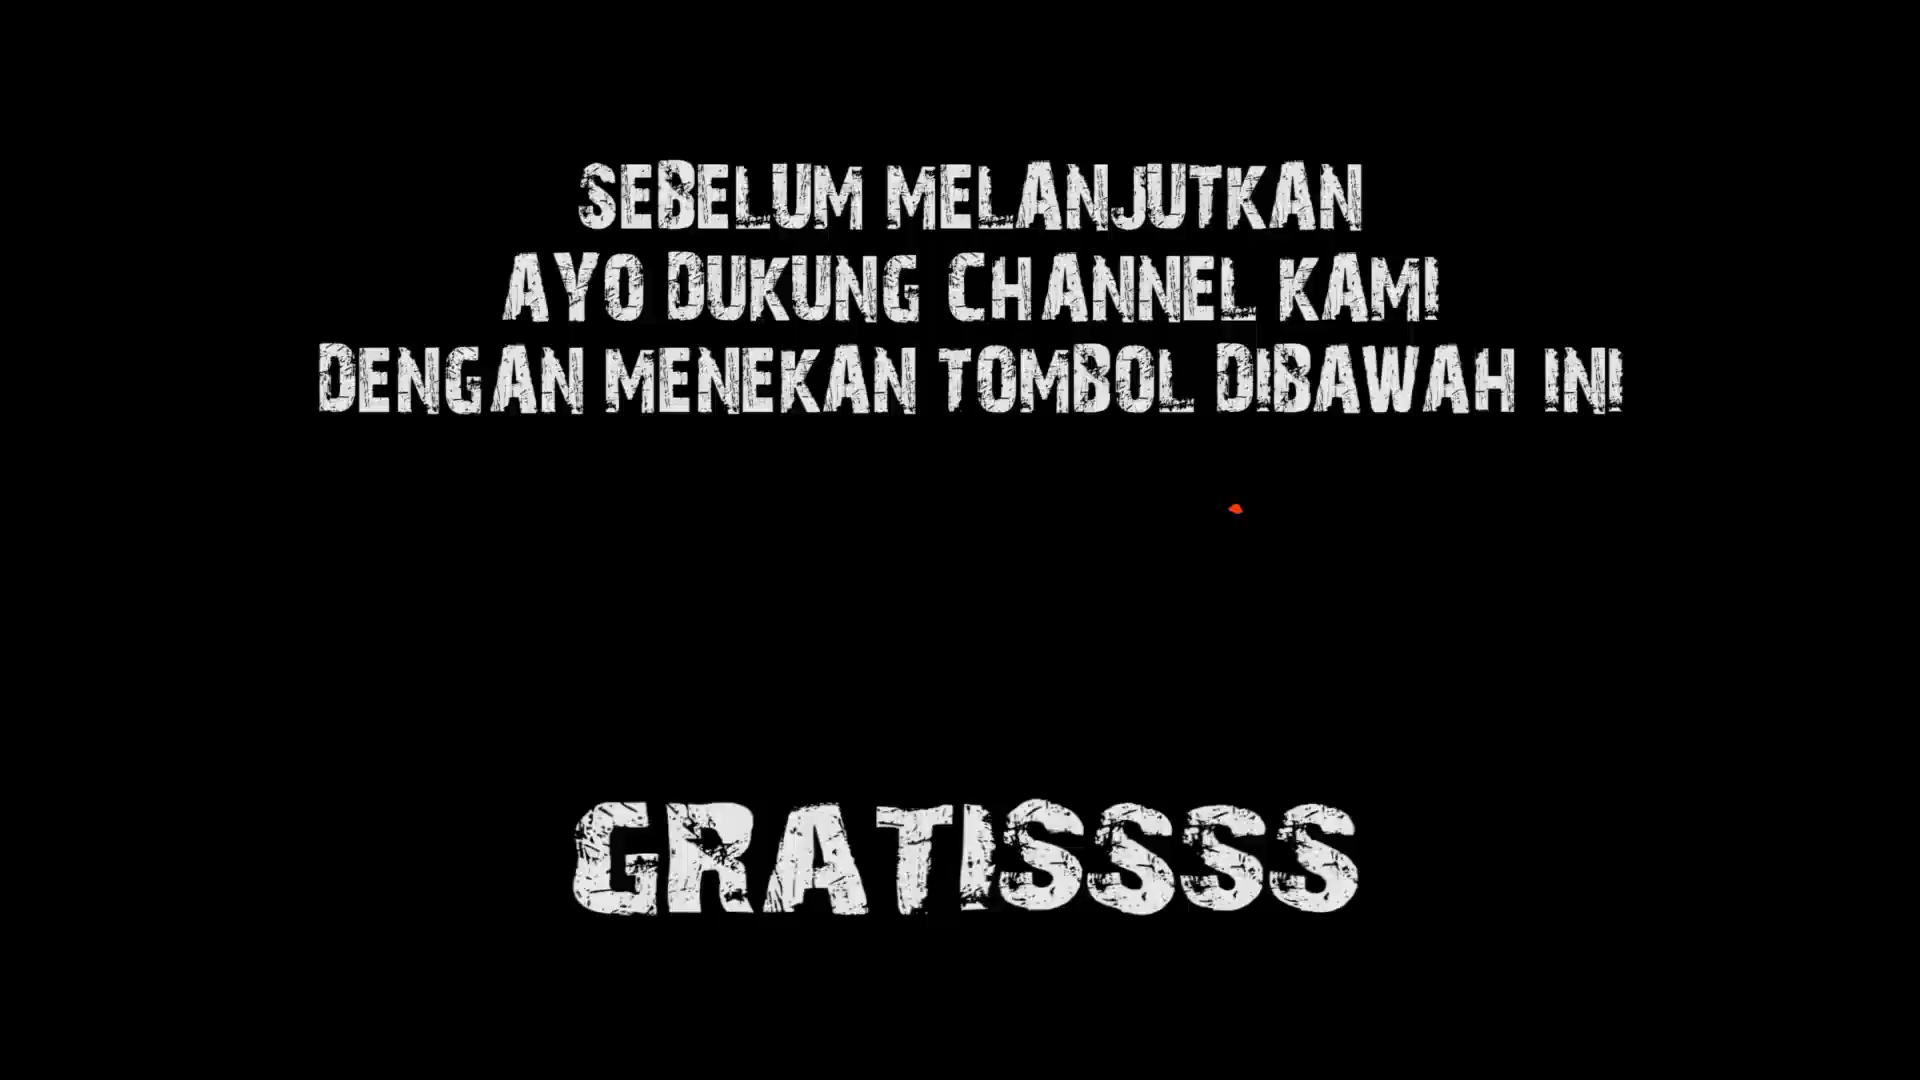 SEBELUM MELANJUTKAN
AYO DUKUNG CHANNEL KAMI
DENGAN MENEKAN TOMBOL DIBAWAH INI
GRATISSSS